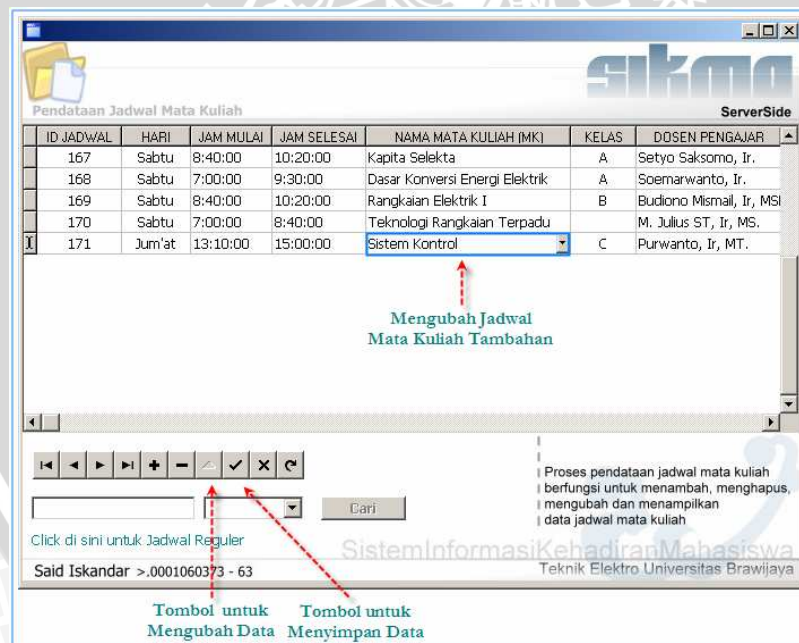 sikma
Pendataan Jadwal Mata Kuliah
ServerSide
ID JADWAL HARI JAM MULAI JAM SELESAI NAMA MATA KULIAH (MK) KELAS DOSEN PENGAJAR
167 Sabtu 8:40:00 10:20:00 Kapita Selekta A Setyo Saksomo, Ir.
168 Sabtu 7:00:00 9:30:00 Dasar Konversi Energi Elektrik A Soemarwanto, Ir.
169 Sabtu 8:40:00 10:20:00 Rangkaian Elektrik I B Budiono Mismail, Ir, MSI
170 Sabtu 7:00:00 8:40:00 Teknologi Rangkaian Terpadu M. Julius ST, Ir, MS.
171 Jum'at 13:10:00 15:00:00 Sistem Kontrol C Purwanto, Ir, MT.
Mengubah Jadwal
Mata Kuliah Tambahan
Proses pendataan jadwal mata kuliah
berfungsi untuk menambah, menghapus,
mengubah dan menampilkan
data jadwal mata kuliah
Cari
Click di sini untuk Jadwal Reguler
SistemInformasiKehadiranMahasiswa
Said Iskandar >.0001060373 - 63
Teknik Elektro Universitas Brawijaya
Tombol untuk
Mengubah Data
Tombol untuk
Menyimpan Data